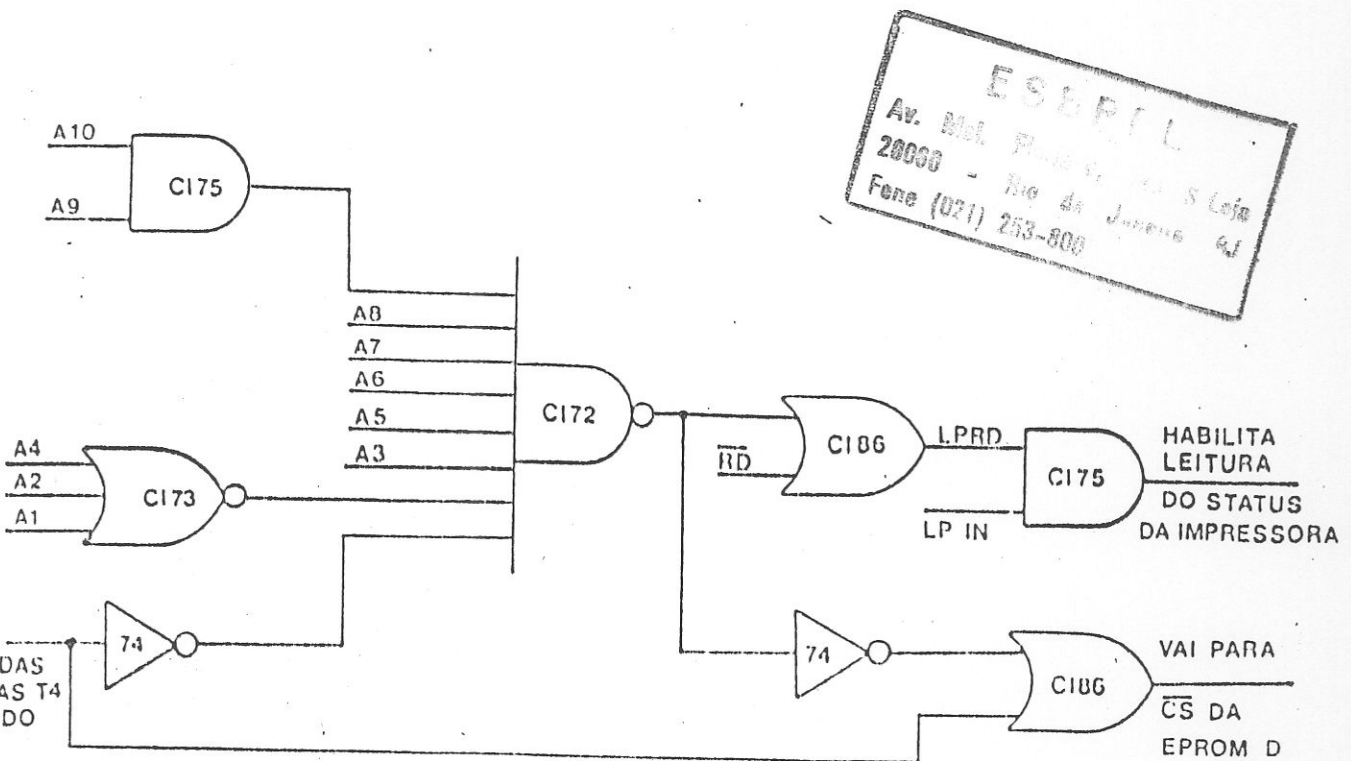 ESBREL
Av. Mal.
20000 - Rio de Janeiro RJ
Fone (021) 253-800
A10
A9
CI75
A8
A7
A6
A5
A3
CI72
A4
A2
A1
CI73
RD
CI86
LPRD
LP IN
CI75
HABILITA
LEITURA
DO STATUS
DA IMPRESSORA
DAS
AS T4
DO
74
74
CI86
VAI PARA
CS DA
EPROM D